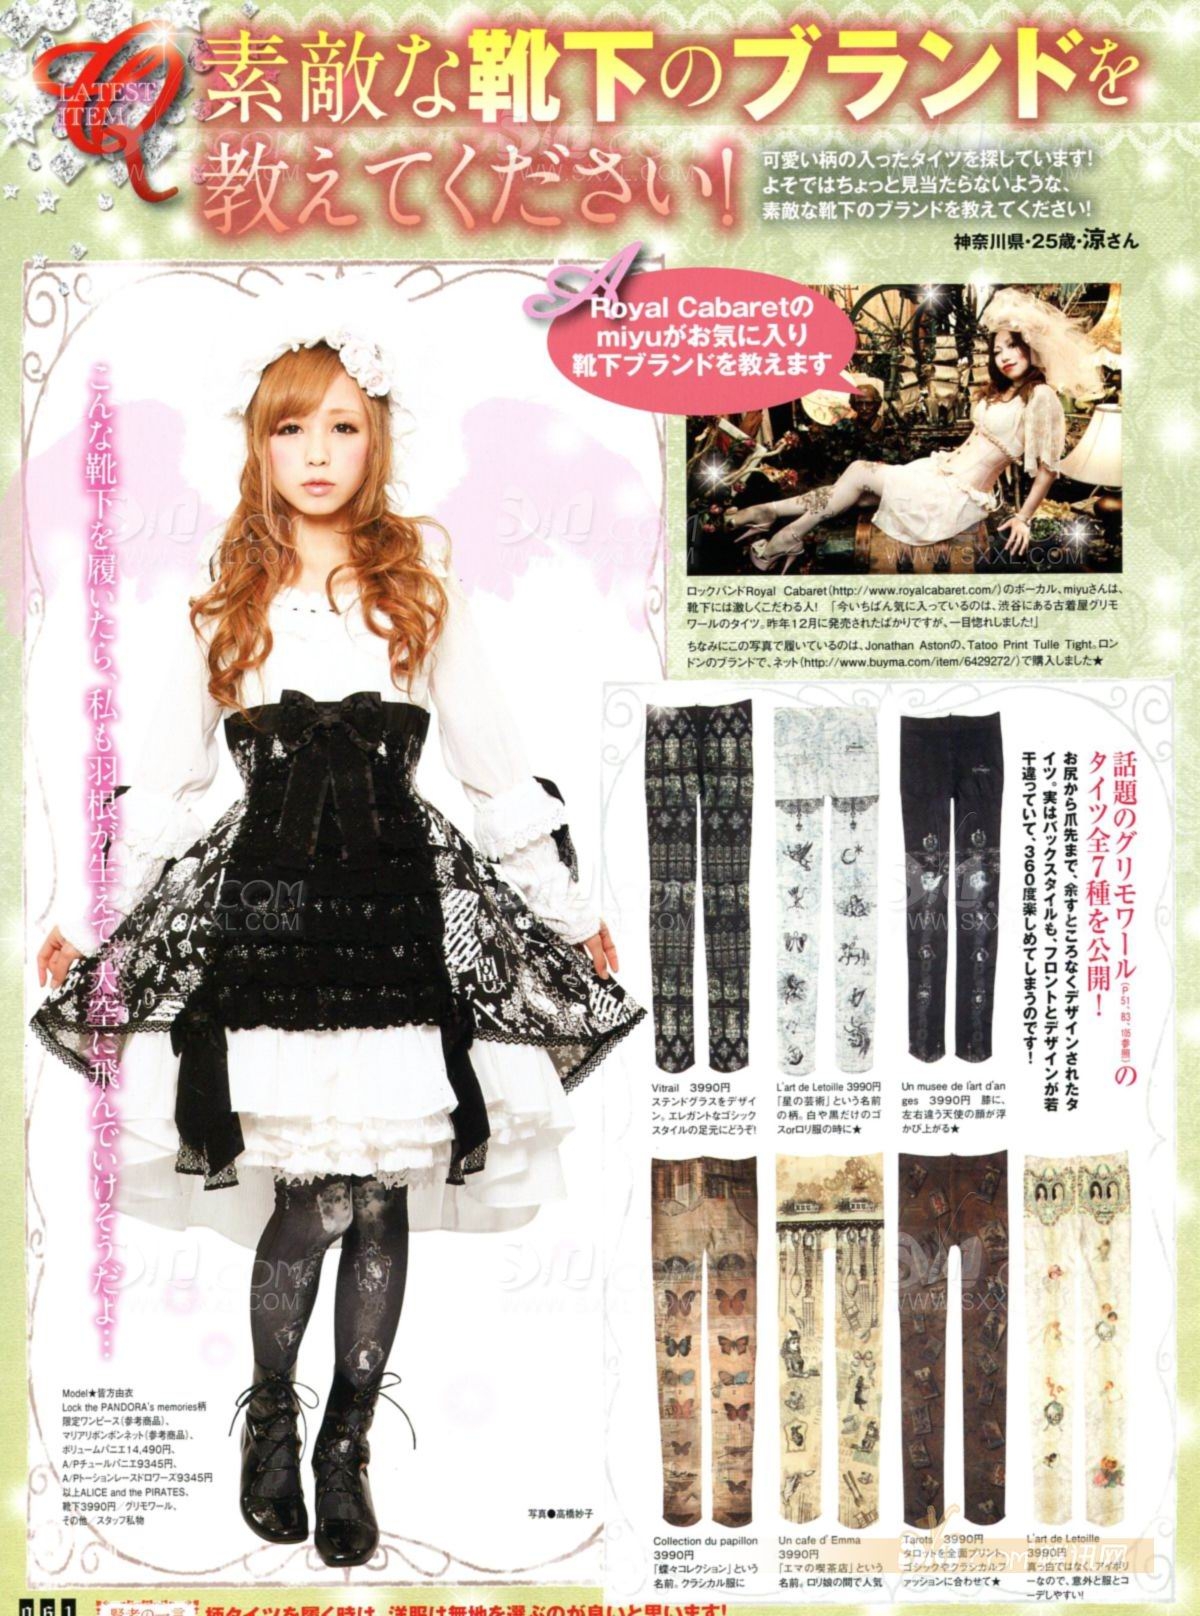 Q
LATEST
ITEM
素敵な靴下のブランドを
教えてください!
可愛い柄の入ったタイツを探しています!
よそではちょっと見当たらないような、
素敵な靴下のブランドを教えてください!
神奈川県・25歳・涼さん
A
Royal Cabaretの
miyuがお気に入り
靴下ブランドを教えます
ロックバンドRoyal Cabaret(http://www.royalcabaret.com/)のボーカル、miyuさんは、
靴下には激しくこだわる人! 「今いちばん気に入っているのは、渋谷にある古着屋グリモ
ワールのタイツ。昨年12月に発売されたばかりですが、一目惚れしました!」
ちなみにこの写真で履いているのは、Jonathan Astonの、Tatoo Print Tulle Tight。ロン
ドンのブランドで、ネット(http://www.buyma.com/item/6429272/)で購入しました★
こんな靴下を履いたら、私も羽根が生えて、大空に飛んでいけそうだよ…
話題のグリモワール(P51、83、105参照)の
タイツ全7種を公開!
お尻から爪先まで、余すところなくデザインされたタ
イツ。実はバックスタイルも、フロントとデザインが若
干違っていて、360度楽しめてしまうのです!
Vitrail 3990円
ステンドグラスをデザイ
ン。エレガントなゴシック
スタイルの足元にどうぞ!
L'art de Letoille 3990円
「星の芸術」という名前
の柄。白や黒だけのゴ
スorロリ服の時に★
Un musee de l'art d'an
ges 3990円 膝に、
左右違う天使の顔が浮
かび上がる★
Collection du papillon
3990円
「蝶々コレクション」という
名前。クラシカル服に
Un cafe d' Emma
3990円
「エマの喫茶店」という
名前。ロリ娘の間で人気
Tarots 3990円
タロットを全面プリント。
ゴシックやクラシカルフ
ァッションに合わせて★
L'art de Letoille
3990円
真っ白ではなく、アイボリ
ーなので、意外と服とコ
ーデしやすい!
Model★皆方由衣
Lock the PANDORA's memories柄
限定ワンピース(参考商品)、
マリアリボンボンネット(参考商品)、
ボリュームパニエ14,490円、
A/Pチュールパニエ9345円、
A/Pトーションレースドロワーズ9345円
以上ALICE and the PIRATES、
靴下3990円/グリモワール、
その他/スタッフ私物
写真●高橋妙子
061
賢者の一言
柄タイツを履く時は、洋服は無地を選ぶのが良いと思います!
SXXL.COM
WWW.SXXL.COM